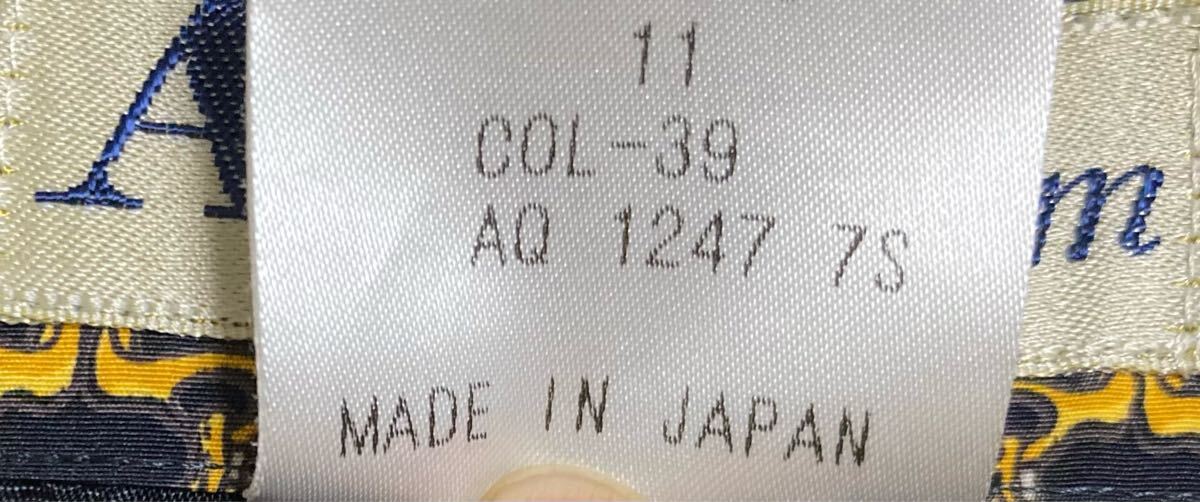 11
COL-39
AQ 1247 7S
MADE IN JAPAN